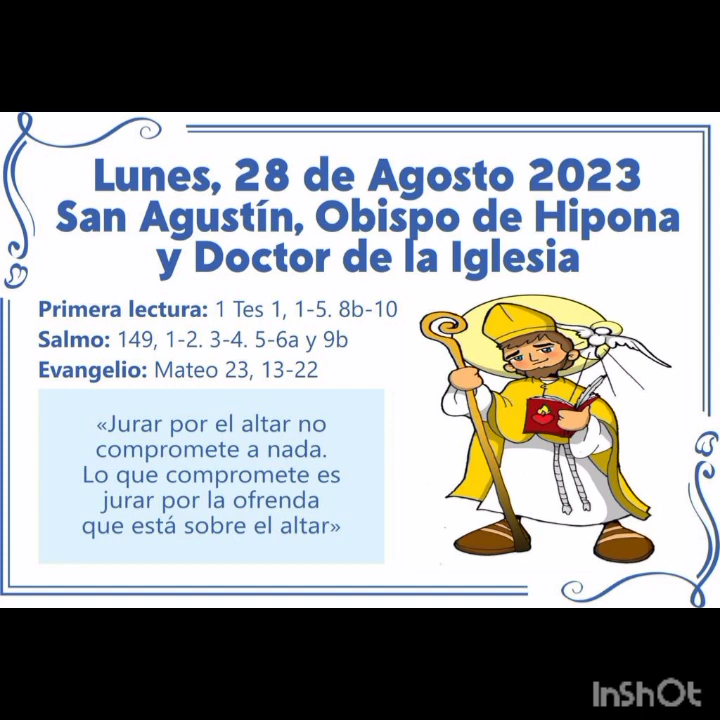 Lunes, 28 de Agosto 2023
San Agustín, Obispo de Hipona
y Doctor de la Iglesia
Primera lectura: 1 Tes 1, 1-5. 8b-10
Salmo: 149, 1-2. 3-4. 5-6a y 9b
Evangelio: Mateo 23, 13-22
«Jurar por el altar no
compromete a nada.
Lo que compromete es
jurar por la ofrenda
que está sobre el altar»
InShOt